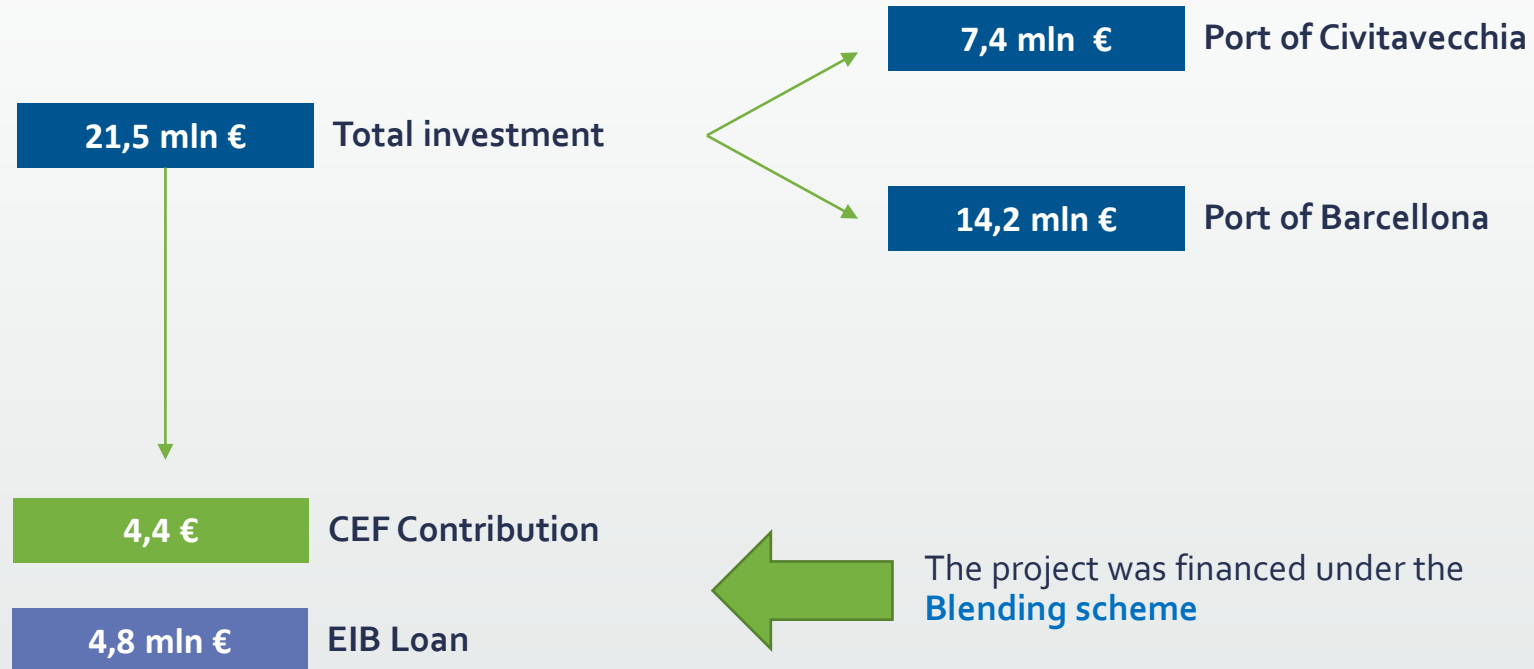 7,4 mln € Port of Civitavecchia
21,5 mln € Total investment
14,2 mln € Port of Barcellona
4,4 € CEF Contribution
The project was financed under the
Blending scheme
4,8 mln € EIB Loan